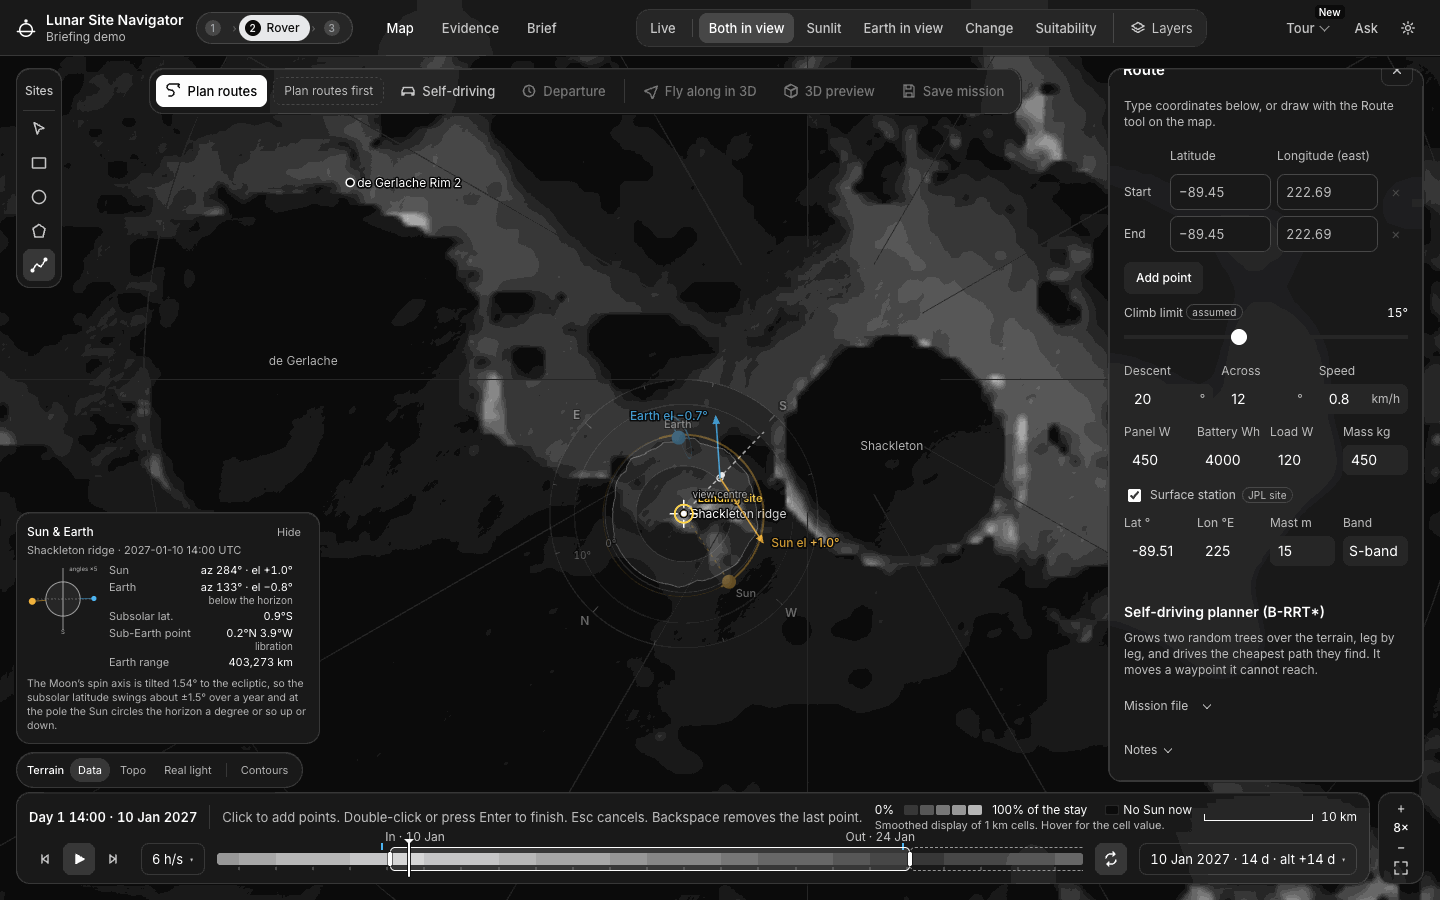 Lunar Site Navigator
Briefing demo
1 › 2 Rover › 3
Map Evidence Brief
Live Both in view Sunlit Earth in view Change Suitability Layers
New
Tour Ask
Sites
Plan routes Plan routes first Self-driving Departure Fly along in 3D 3D preview Save mission
de Gerlache Rim 2
de Gerlache
Shackleton
Earth el −0.7°
Earth
E
S
view centre
Landing site
Shackleton ridge
Sun el +1.0°
10°
0°
Sun
N
W
Route
Type coordinates below, or draw with the Route
tool on the map.
Latitude Longitude (east)
Start −89.45 222.69 ×
End −89.45 222.69 ×
Add point
Climb limit assumed 15°
Descent Across Speed
20 ° 12 ° 0.8 km/h
Panel W Battery Wh Load W Mass kg
450 4000 120 450
Surface station JPL site
Lat ° Lon °E Mast m Band
-89.51 225 15 S-band
Self-driving planner (B-RRT*)
Grows two random trees over the terrain, leg by
leg, and drives the cheapest path they find. It
moves a waypoint it cannot reach.
Mission file
Notes
Sun & Earth Hide
Shackleton ridge · 2027-01-10 14:00 UTC
angles ×5
S
Sun az 284° · el +1.0°
Earth az 133° · el −0.8°
below the horizon
Subsolar lat. 0.9°S
Sub-Earth point 0.2°N 3.9°W
libration
Earth range 403,273 km
The Moon's spin axis is tilted 1.54° to the ecliptic, so the
subsolar latitude swings about ±1.5° over a year and at
the pole the Sun circles the horizon a degree or so up or
down.
Terrain Data Topo Real light Contours
Day 1 14:00 · 10 Jan 2027
Click to add points. Double-click or press Enter to finish. Esc cancels. Backspace removes the last point.
0% 100% of the stay No Sun now
Smoothed display of 1 km cells. Hover for the cell value.
10 km
In · 10 Jan
Out · 24 Jan
6 h/s
10 Jan 2027 · 14 d · alt +14 d
+
8×
−